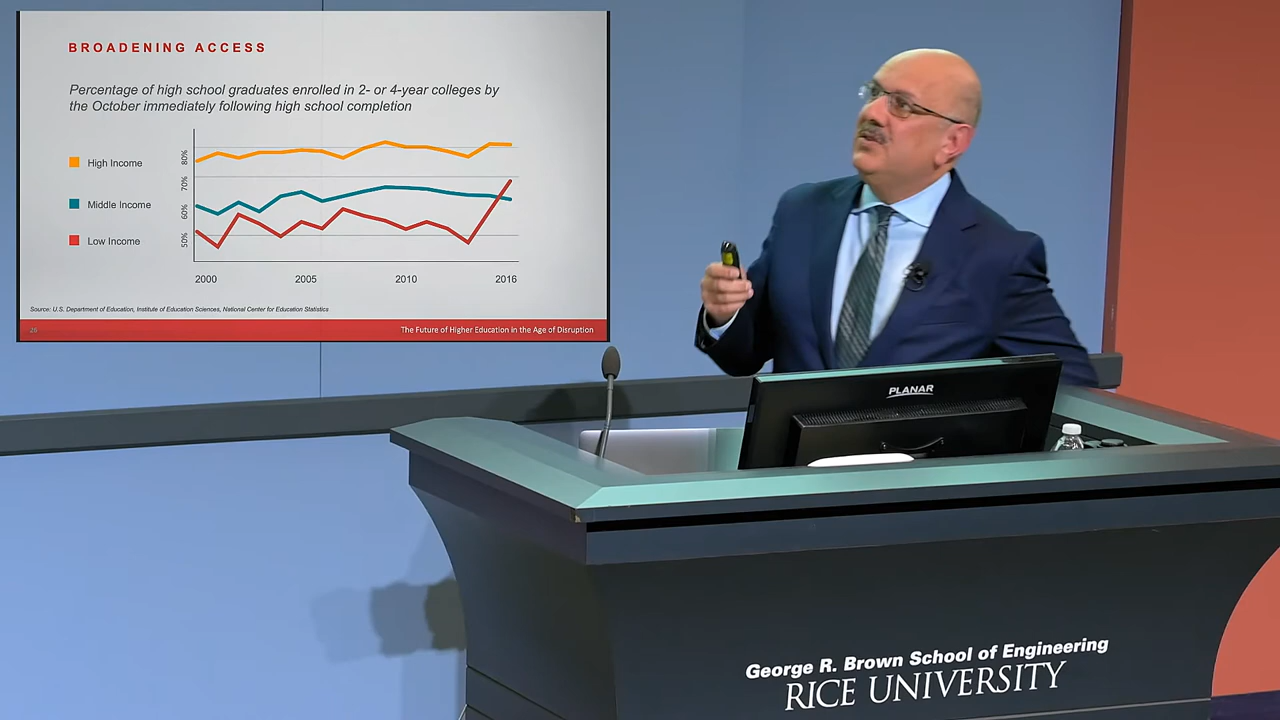 BROADENING ACCESS
Percentage of high school graduates enrolled in 2- or 4-year colleges by
the October immediately following high school completion
High Income
Middle Income
Low Income
80%
70%
60%
50%
2000
2005
2010
2016
Source: U.S. Department of Education, Institute of Education Sciences, National Center for Education Statistics
The Future of Higher Education in the Age of Disruption
PLANAR
George R. Brown School of Engineering
RICE UNIVERSITY